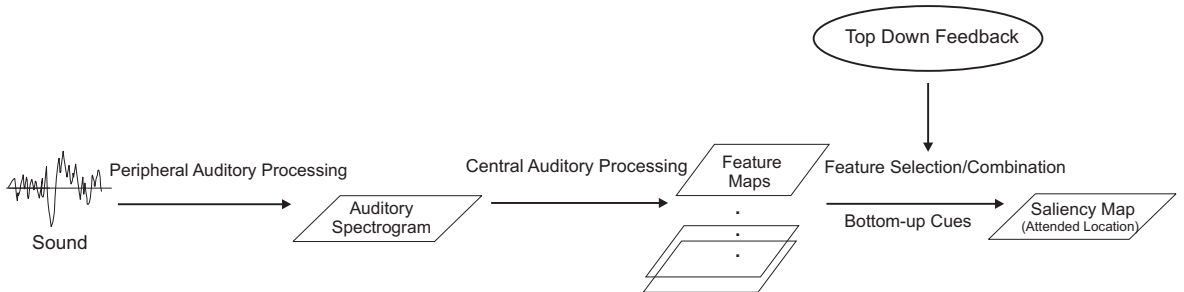 Top Down Feedback
Peripheral Auditory Processing
Central Auditory Processing
Feature
Maps
Feature Selection/Combination
Auditory
Spectrogram
Sound
Bottom-up Cues
Saliency Map
(Attended Location)